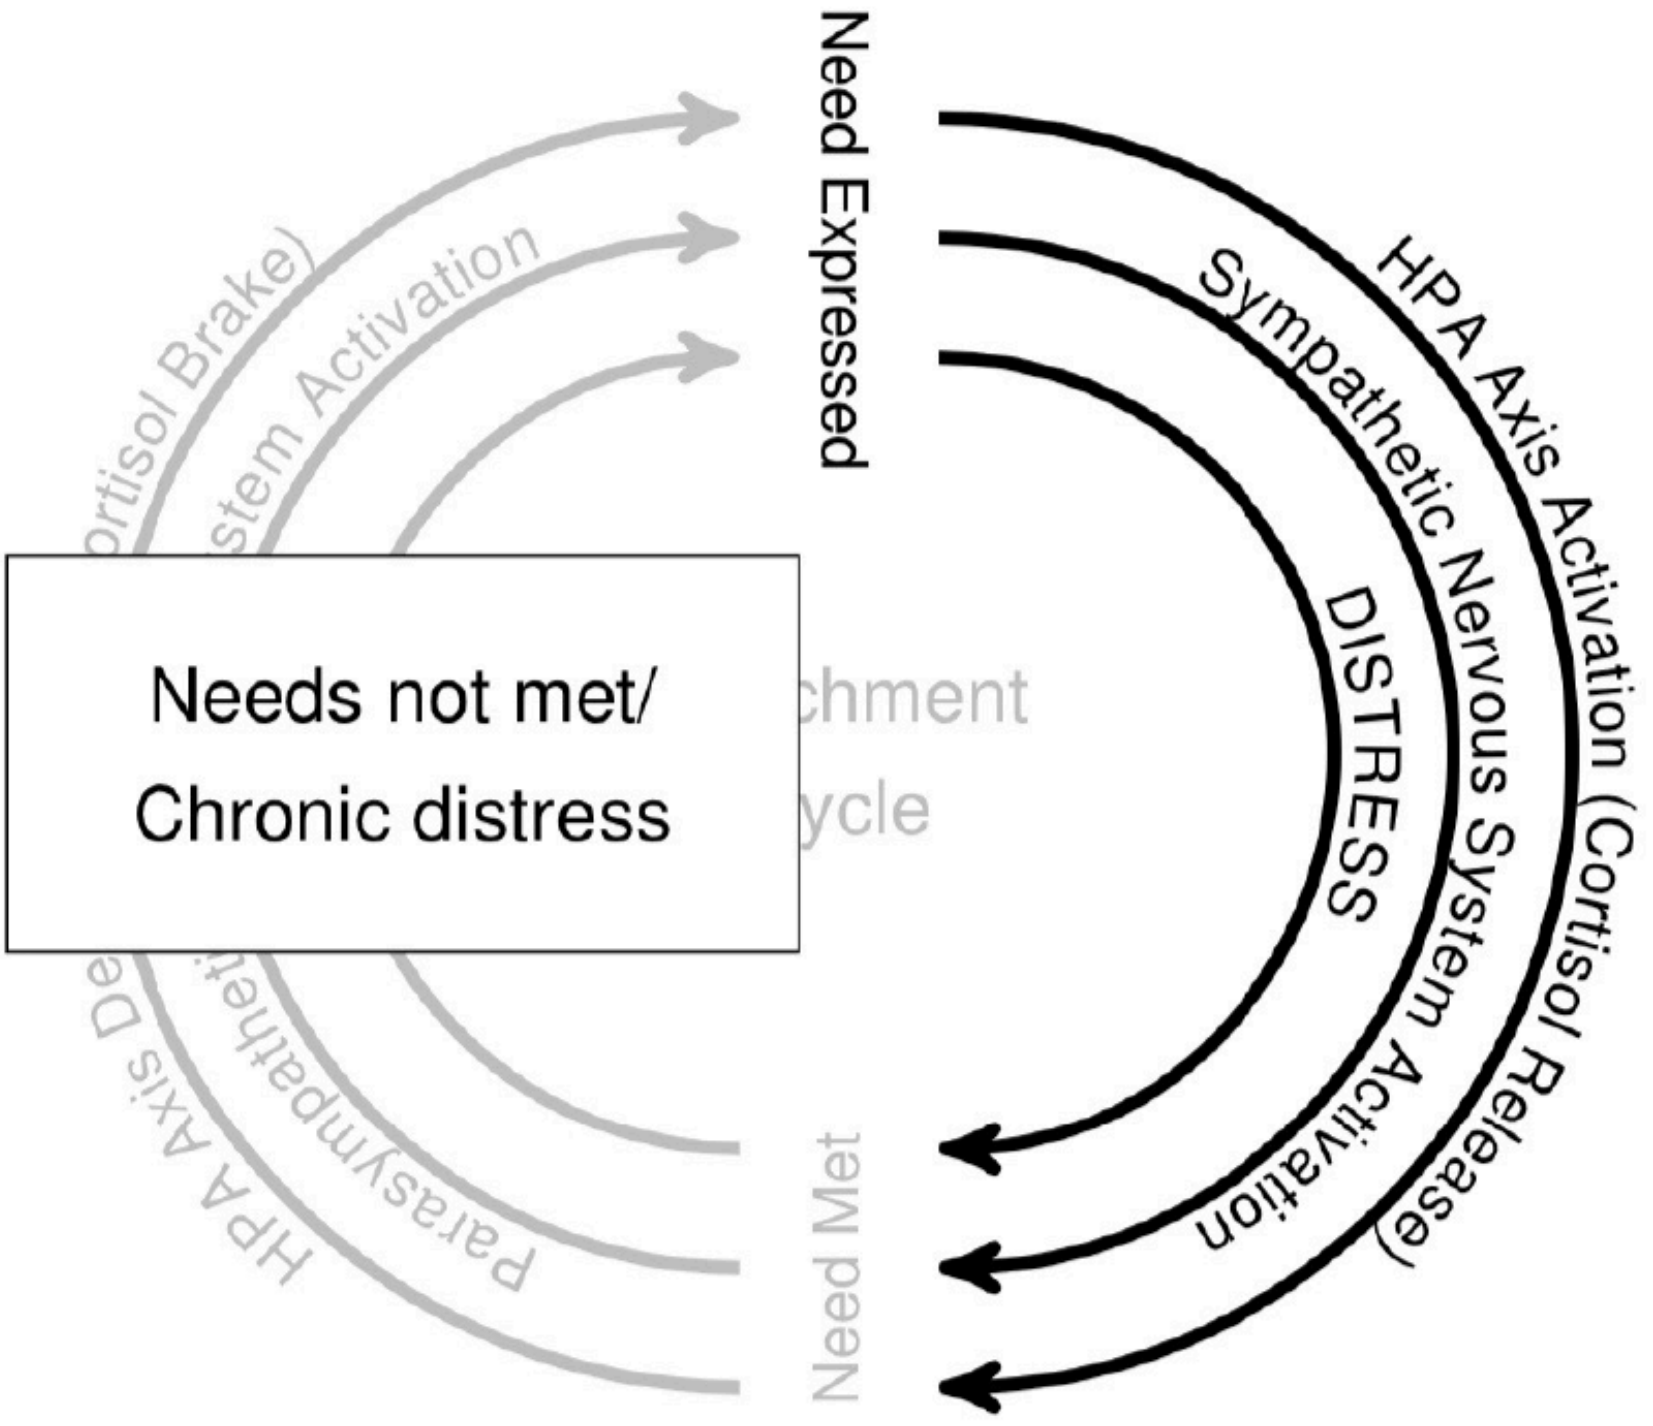 Need Expressed
HPA Axis Activation (Cortisol Release)
Sympathetic Nervous System Activation
DISTRESS
Need Met
HPA Axis De
ortisol Brake)
Parasympatheti
stem Activation
chment
ycle
Needs not met/
Chronic distress